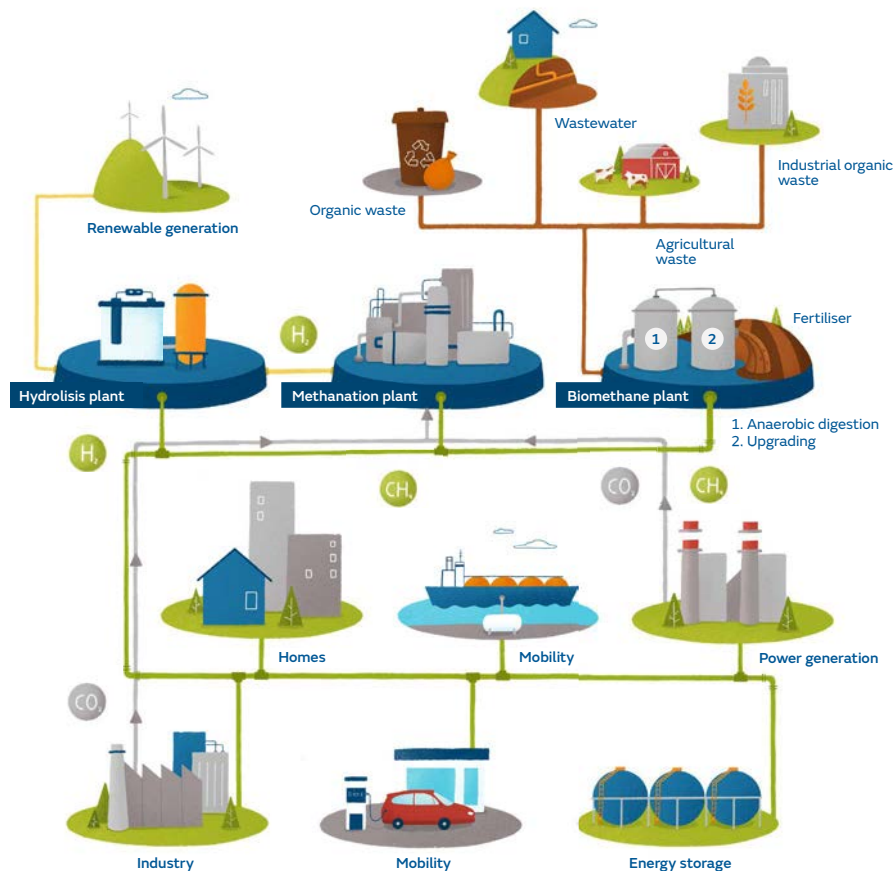 Wastewater
Industrial organic
waste
Organic waste
Renewable generation
Agricultural
waste
Fertiliser
H₂
1
2
Hydrolisis plant
Methanation plant
Biomethane plant
1. Anaerobic digestion
2. Upgrading
H₂
CH₄
CO₂
CH₄
Homes
Mobility
Power generation
CO₂
Industry
Mobility
Energy storage